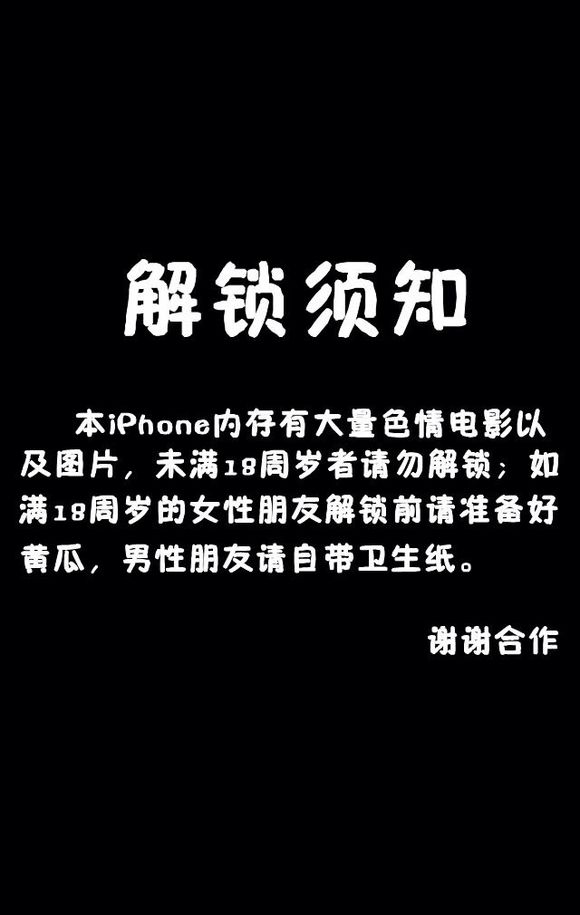 解锁须知
本iPhone内存有大量色情电影以
及图片，未满18周岁者请勿解锁；如
满18周岁的女性朋友解锁前请准备好
黄瓜，男性朋友请自带卫生纸。
谢谢合作